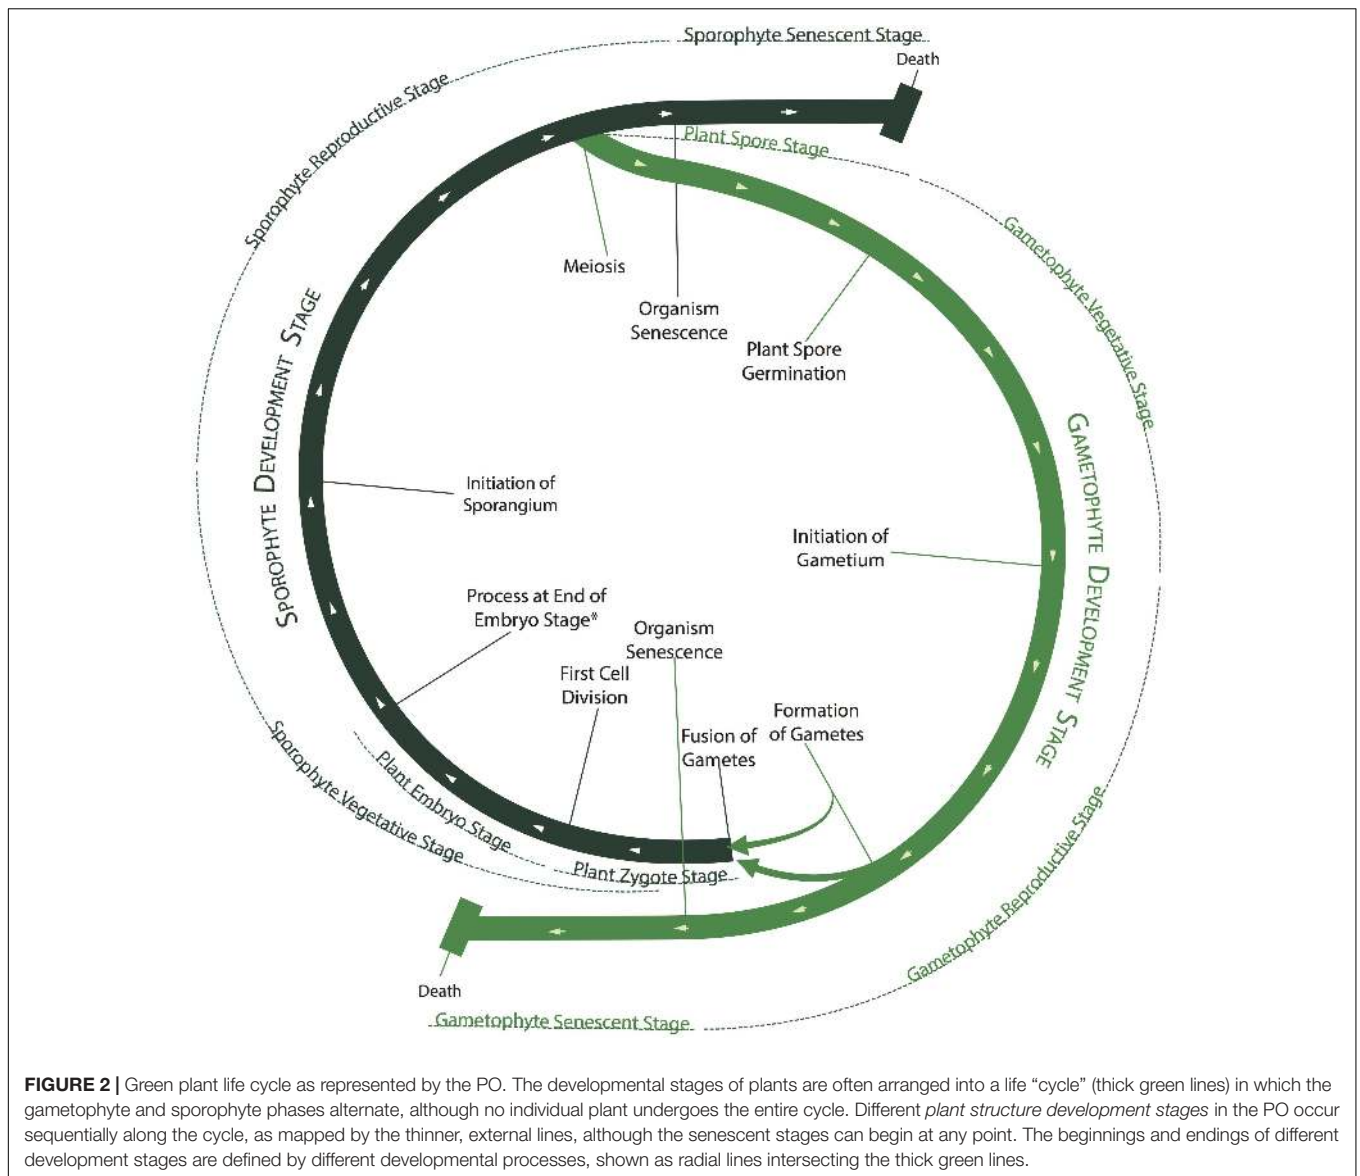 Sporophyte Senescent Stage
Death
Sporophyte Reproductive Stage
Plant Spore Stage
Meiosis
Organism
Senescence
Plant Spore
Germination
Gametophyte Vegetative Stage
SPOROPHYTE DEVELOPMENT STAGE
GAMETOPHYTE DEVELOPMENT STAGE
Initiation of
Sporangium
Initiation of
Gametium
Process at End of
Embryo Stage*
Organism
Senescence
First Cell
Division
Fusion of
Gametes
Formation
of Gametes
Plant Embryo Stage
Sporophyte Vegetative Stage
Plant Zygote Stage
Gametophyte Reproductive Stage
Death
Gametophyte Senescent Stage
FIGURE 2 | Green plant life cycle as represented by the PO. The developmental stages of plants are often arranged into a life “cycle” (thick green lines) in which the
gametophyte and sporophyte phases alternate, although no individual plant undergoes the entire cycle. Different plant structure development stages in the PO occur
sequentially along the cycle, as mapped by the thinner, external lines, although the senescent stages can begin at any point. The beginnings and endings of different
development stages are defined by different developmental processes, shown as radial lines intersecting the thick green lines.